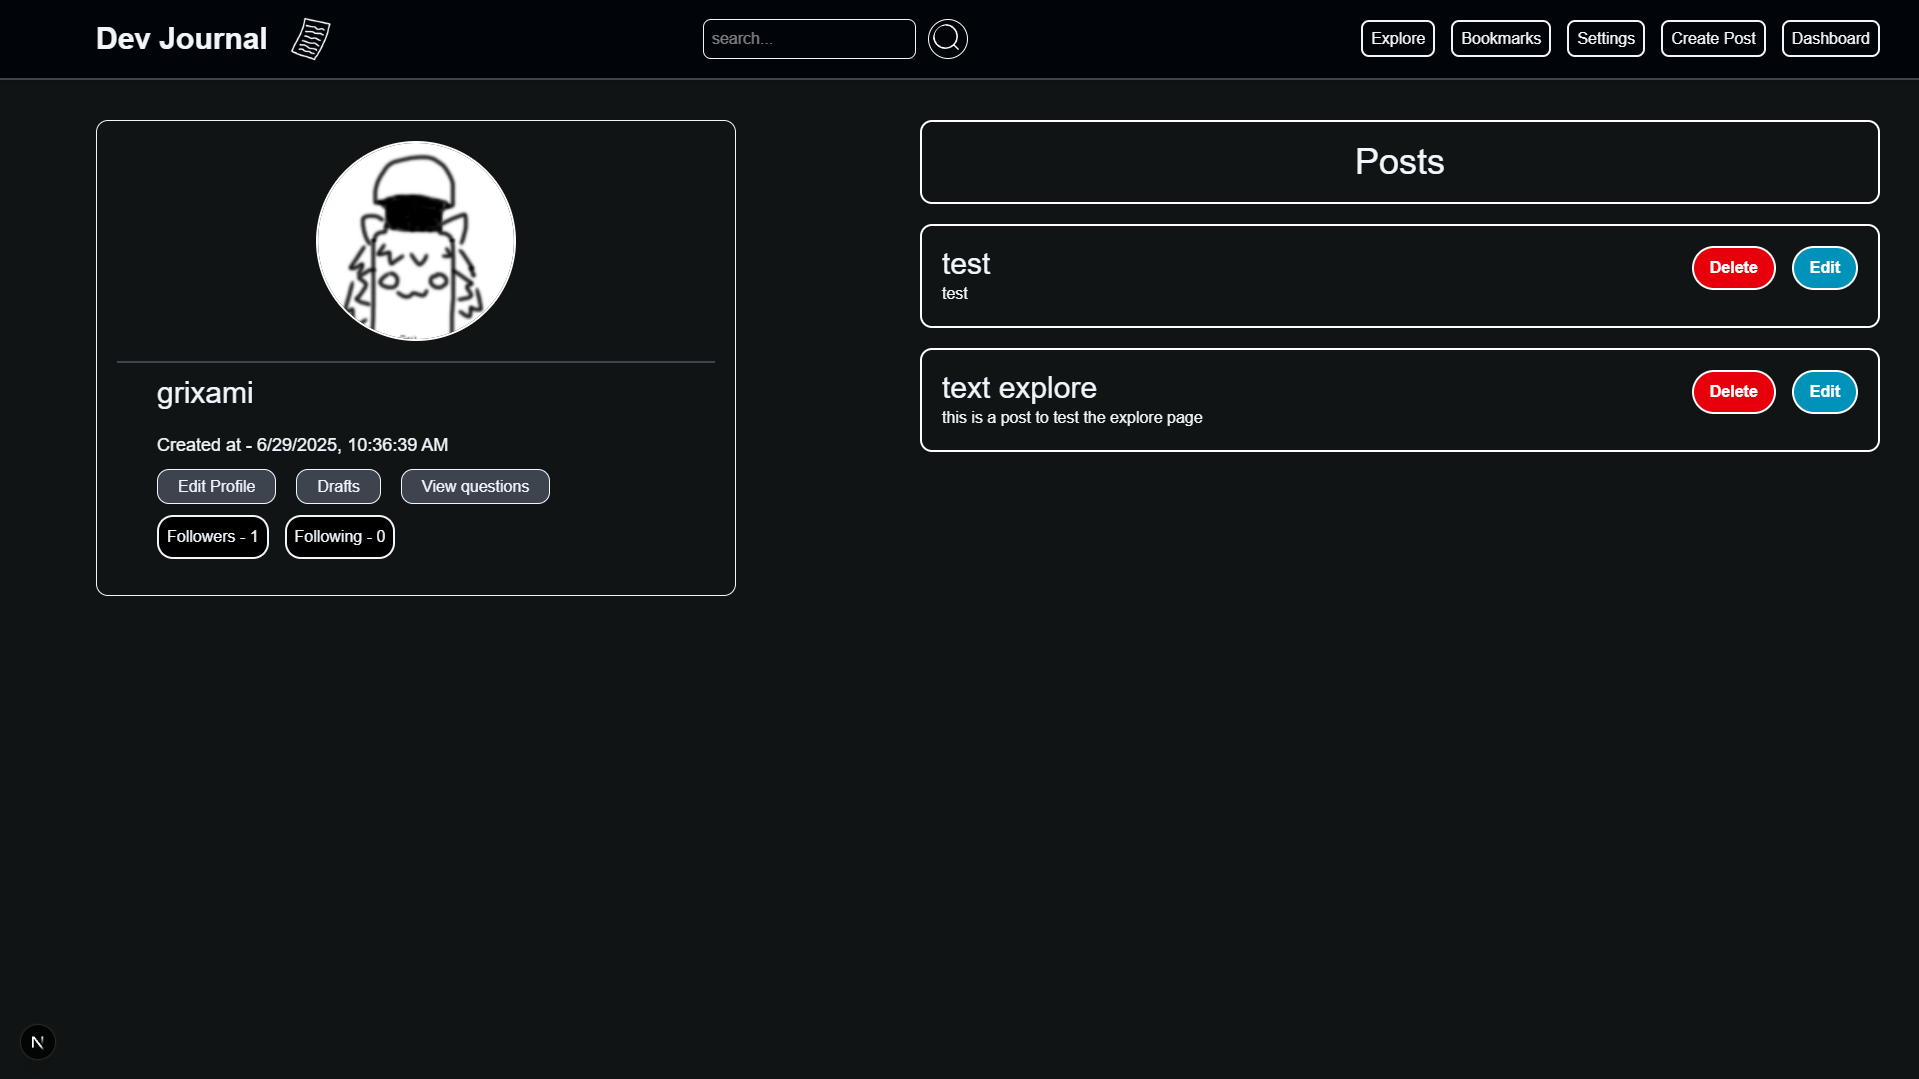 Dev Journal
search...
Explore
Bookmarks
Settings
Create Post
Dashboard
grixami
Created at - 6/29/2025, 10:36:39 AM
Edit Profile
Drafts
View questions
Followers - 1
Following - 0
Posts
test
test
Delete
Edit
text explore
this is a post to test the explore page
Delete
Edit
N